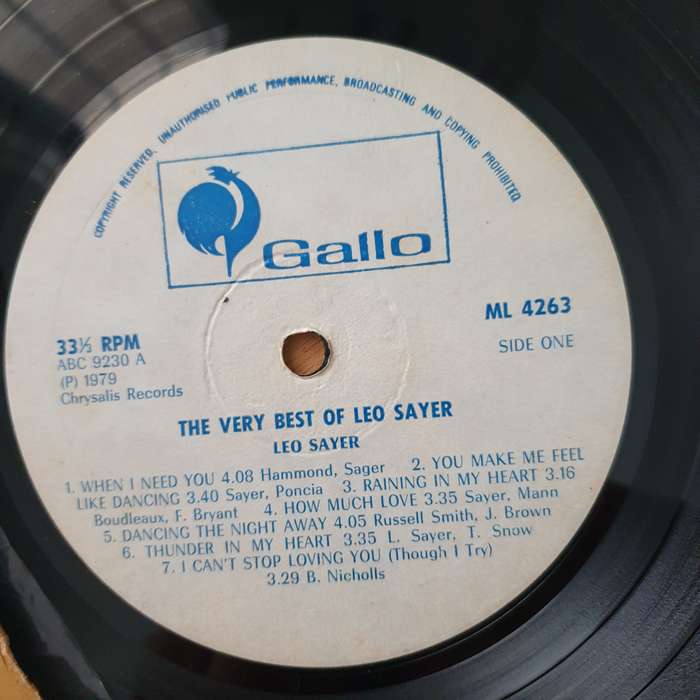 COPYRIGHT RESERVED. UNAUTHORISED PUBLIC PERFORMANCE, BROADCASTING AND COPYING PROHIBITED
Gallo
33⅓ RPM
ABC 9230 A
(P) 1979
Chrysalis Records
ML 4263
SIDE ONE
THE VERY BEST OF LEO SAYER
LEO SAYER
1. WHEN I NEED YOU 4.08 Hammond, Sager 2. YOU MAKE ME FEEL
LIKE DANCING 3.40 Sayer, Poncia 3. RAINING IN MY HEART 3.16
Boudleaux, F. Bryant 4. HOW MUCH LOVE 3.35 Sayer, Mann
5. DANCING THE NIGHT AWAY 4.05 Russell Smith, J. Brown
6. THUNDER IN MY HEART 3.35 L. Sayer, T. Snow
7. I CAN'T STOP LOVING YOU (Though I Try)
3.29 B. Nicholls